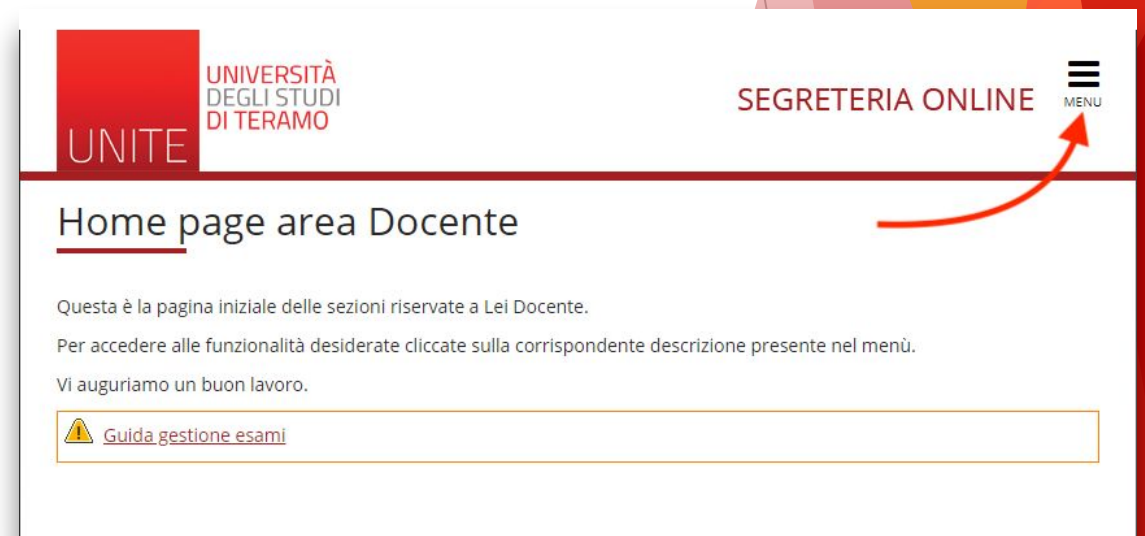 UNITE
UNIVERSITÀ
DEGLI STUDI
DI TERAMO
SEGRETERIA ONLINE
MENU
Home page area Docente
Questa è la pagina iniziale delle sezioni riservate a Lei Docente.
Per accedere alle funzionalità desiderate cliccate sulla corrispondente descrizione presente nel menù.
Vi auguriamo un buon lavoro.
Guida gestione esami